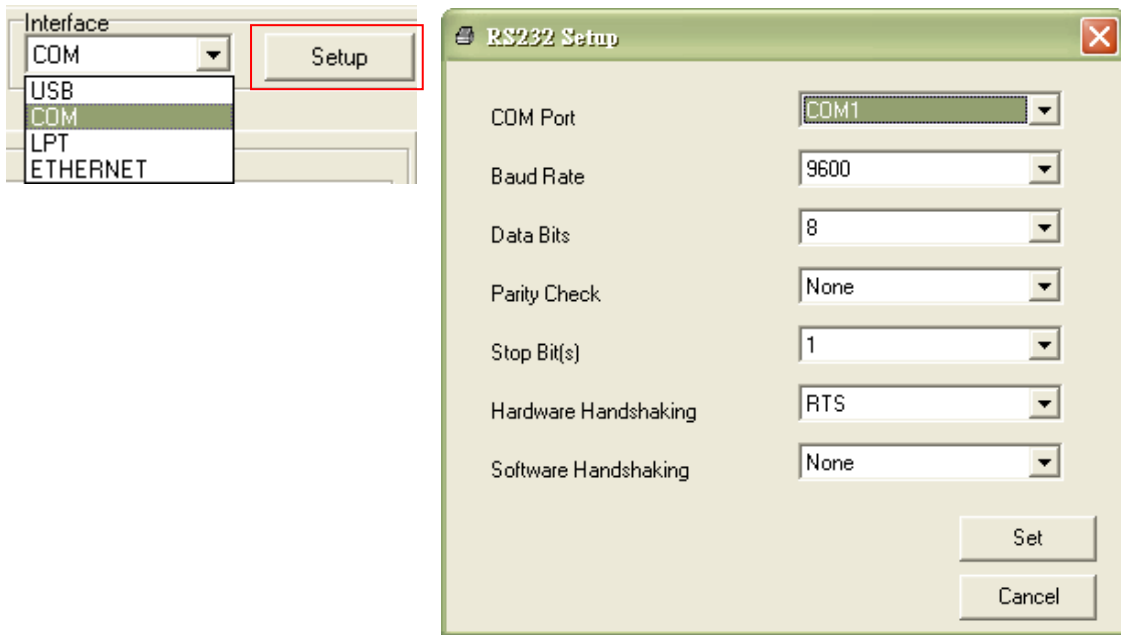 Interface
COM
Setup
USB
COM
LPT
ETHERNET
RS232 Setup
COM Port COM1
Baud Rate 9600
Data Bits 8
Parity Check None
Stop Bit(s) 1
Hardware Handshaking RTS
Software Handshaking None
Set
Cancel